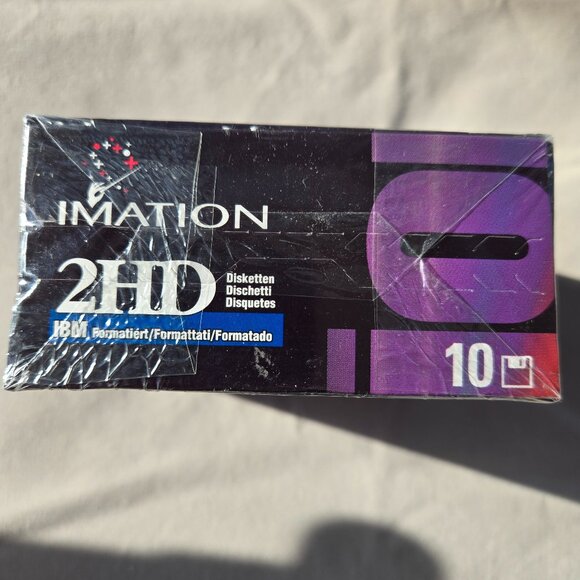 IMATION
2HD
Disketten
Dischetti
Disquetes
IBM Formatiert/Formattati/Formatado
10